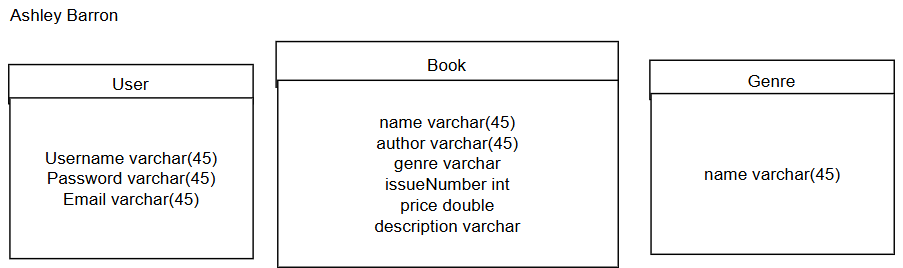 Ashley Barron
User
Username varchar(45)
Password varchar(45)
Email varchar(45)
Book
name varchar(45)
author varchar(45)
genre varchar
issueNumber int
price double
description varchar
Genre
name varchar(45)